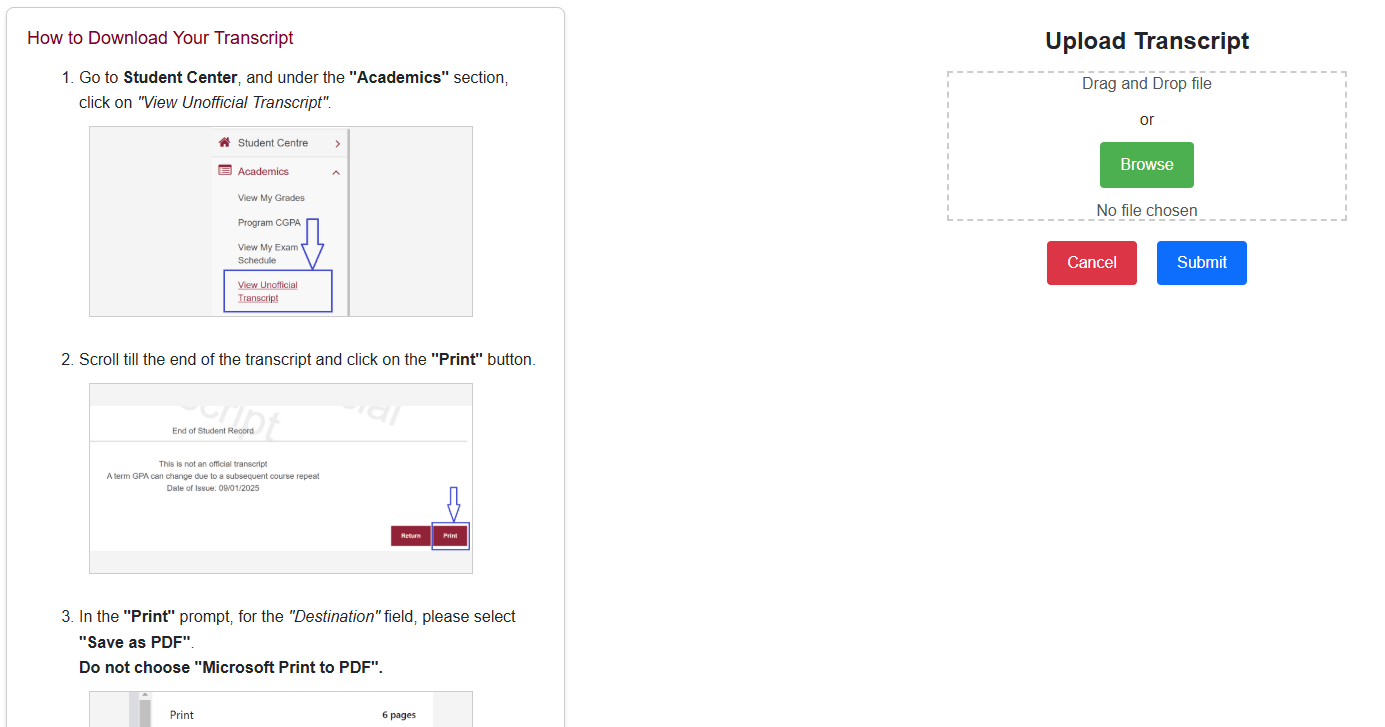 How to Download Your Transcript
1. Go to Student Center, and under the "Academics" section,
click on "View Unofficial Transcript".
Student Centre
Academics
View My Grades
Program CGPA
View My Exam
Schedule
View Unofficial
Transcript
2. Scroll till the end of the transcript and click on the "Print" button.
End of Student Record
This is not an official transcript
A term GPA can change due to a subsequent course repeat
Date of Issue: 09/01/2025
Return
Print
3. In the "Print" prompt, for the "Destination" field, please select
"Save as PDF".
Do not choose "Microsoft Print to PDF".
Print
6 pages
Upload Transcript
Drag and Drop file
or
Browse
No file chosen
Cancel
Submit